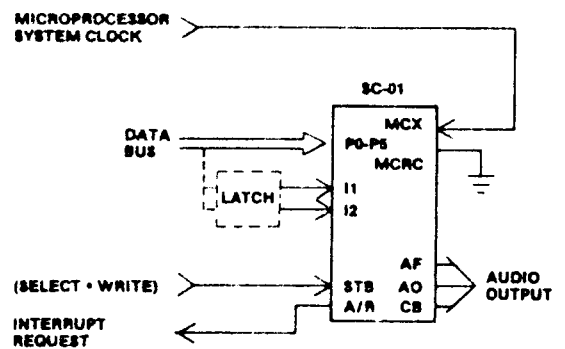 MICROPROCESSOR
SYSTEM CLOCK
SC-01
MCX
DATA
BUS
P0-P5
MCRC
LATCH
I1
I2
AF
(SELECT • WRITE)
STB
AO
AUDIO
OUTPUT
A/R
CB
INTERRUPT
REQUEST